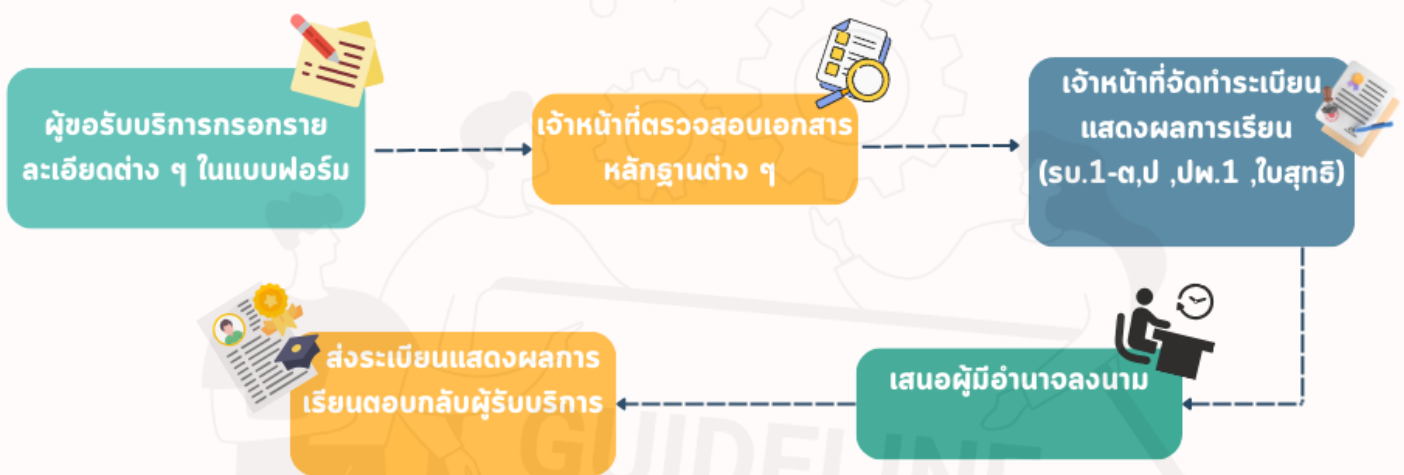 ผู้ขอรับบริการกรอกราย
ละเอียดต่าง ๆ ในแบบฟอร์ม
เจ้าหน้าที่ตรวจสอบเอกสาร
หลักฐานต่าง ๆ
เจ้าหน้าที่จัดทำระเบียน
แสดงผลการเรียน
(รบ.1-ต,ป ,ปพ.1 ,ใบสุทธิ)
เสนอผู้มีอำนาจลงนาม
ส่งระเบียนแสดงผลการ
เรียนตอบกลับผู้รับบริการ
GUIDELINE